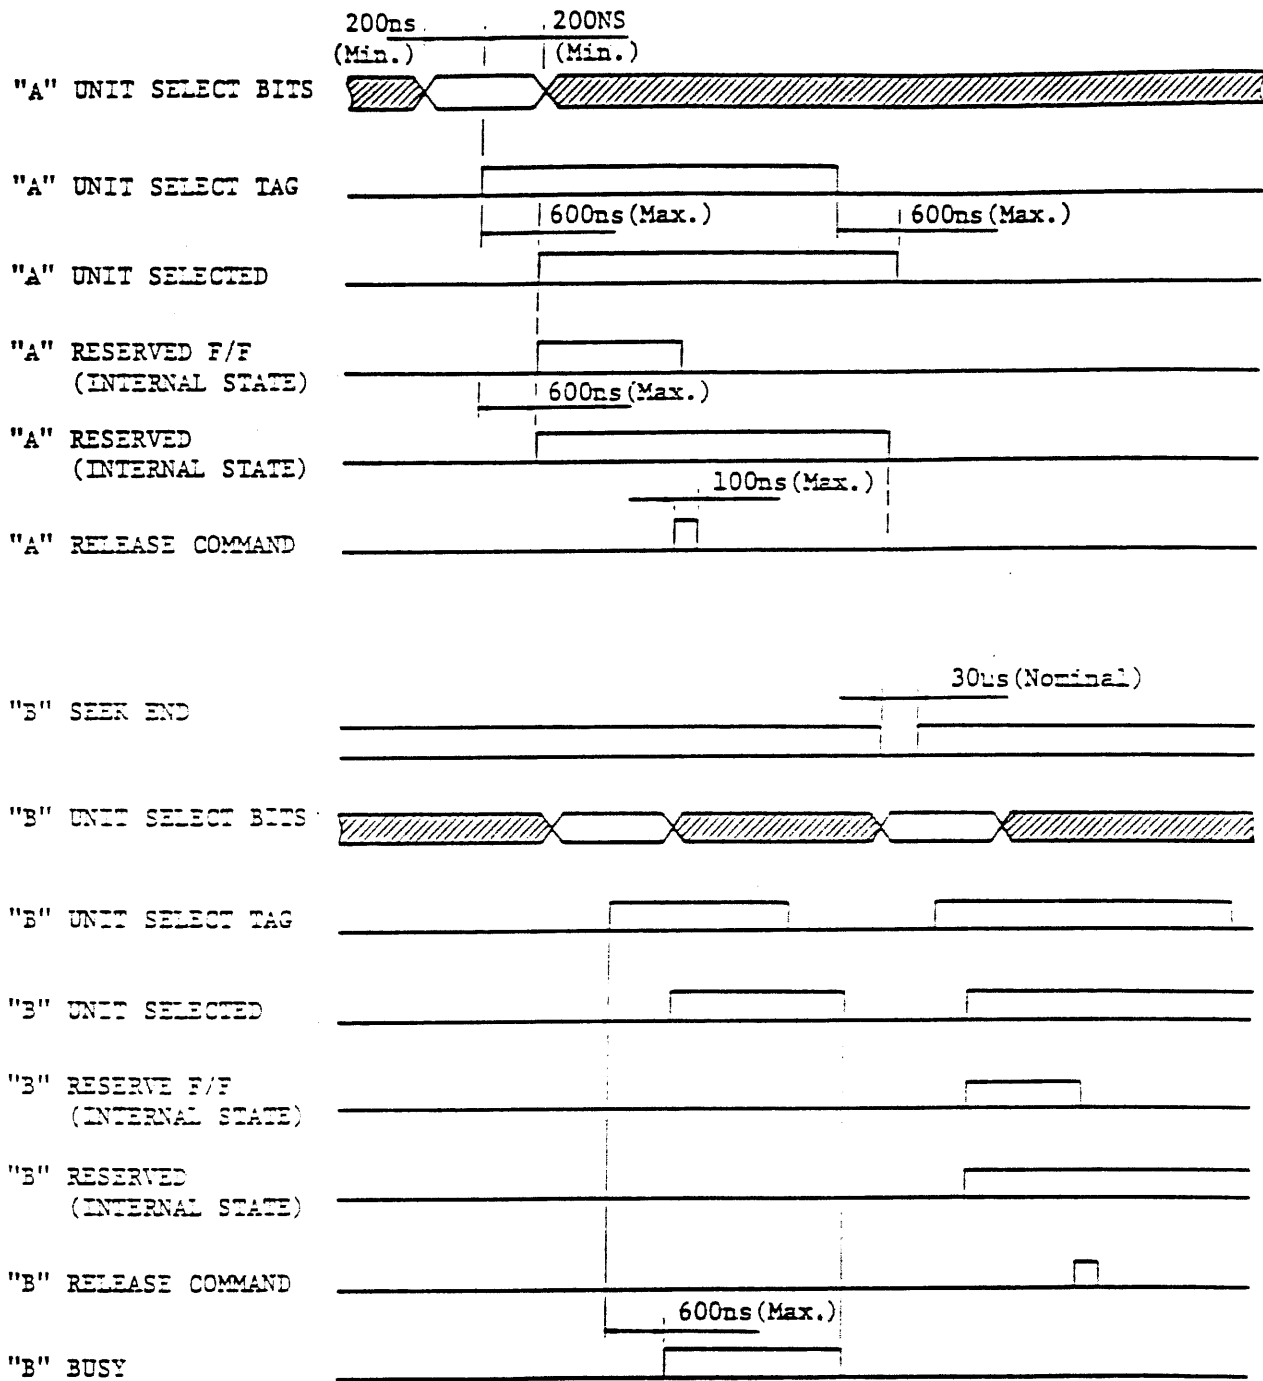 200ns 200NS
(Min.) (Min.)
"A" UNIT SELECT BITS
"A" UNIT SELECT TAG
600ns(Max.) 600ns(Max.)
"A" UNIT SELECTED
"A" RESERVED F/F
(INTERNAL STATE)
600ns(Max.)
"A" RESERVED
(INTERNAL STATE)
100ns(Max.)
"A" RELEASE COMMAND
30us(Nominal)
"B" SEEK END
"B" UNIT SELECT BITS
"B" UNIT SELECT TAG
"B" UNIT SELECTED
"B" RESERVE F/F
(INTERNAL STATE)
"B" RESERVED
(INTERNAL STATE)
"B" RELEASE COMMAND
600ns(Max.)
"B" BUSY